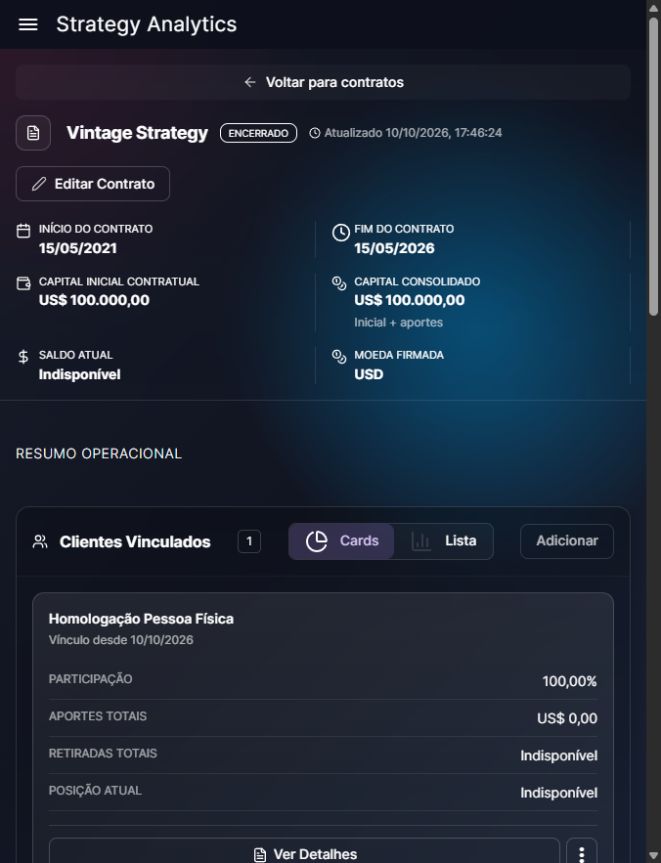 Strategy Analytics
Voltar para contratos
Vintage Strategy ENCERRADO Atualizado 10/10/2026, 17:46:24
Editar Contrato
INÍCIO DO CONTRATO
15/05/2021
FIM DO CONTRATO
15/05/2026
CAPITAL INICIAL CONTRATUAL
US$ 100.000,00
CAPITAL CONSOLIDADO
US$ 100.000,00
Inicial + aportes
SALDO ATUAL
Indisponível
MOEDA FIRMADA
USD
RESUMO OPERACIONAL
Clientes Vinculados 1 Cards Lista Adicionar
Homologação Pessoa Física
Vínculo desde 10/10/2026
PARTICIPAÇÃO 100,00%
APORTES TOTAIS US$ 0,00
RETIRADAS TOTAIS Indisponível
POSIÇÃO ATUAL Indisponível
Ver Detalhes